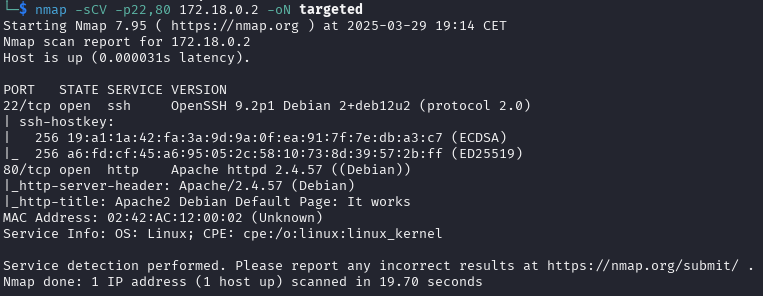 └─$ nmap -sCV -p22,80 172.18.0.2 -oN targeted
Starting Nmap 7.95 ( https://nmap.org ) at 2025-03-29 19:14 CET
Nmap scan report for 172.18.0.2
Host is up (0.000031s latency).

PORT   STATE SERVICE VERSION
22/tcp open  ssh     OpenSSH 9.2p1 Debian 2+deb12u2 (protocol 2.0)
| ssh-hostkey:
|   256 19:a1:1a:42:fa:3a:9d:9a:0f:ea:91:7f:7e:db:a3:c7 (ECDSA)
|_  256 a6:fd:cf:45:a6:95:05:2c:58:10:73:8d:39:57:2b:ff (ED25519)
80/tcp open  http    Apache httpd 2.4.57 ((Debian))
|_http-server-header: Apache/2.4.57 (Debian)
|_http-title: Apache2 Debian Default Page: It works
MAC Address: 02:42:AC:12:00:02 (Unknown)
Service Info: OS: Linux; CPE: cpe:/o:linux:linux_kernel

Service detection performed. Please report any incorrect results at https://nmap.org/submit/ .
Nmap done: 1 IP address (1 host up) scanned in 19.70 seconds